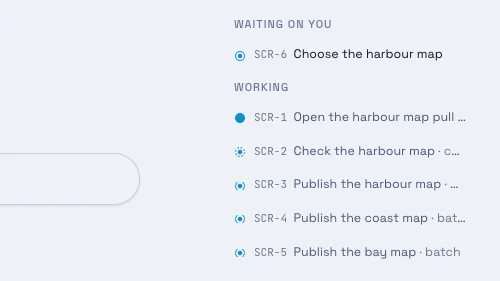 WAITING ON YOU
SCR-6 Choose the harbour map
WORKING
SCR-1 Open the harbour map pull ...
SCR-2 Check the harbour map · c...
SCR-3 Publish the harbour map · ...
SCR-4 Publish the coast map · bat...
SCR-5 Publish the bay map · batch